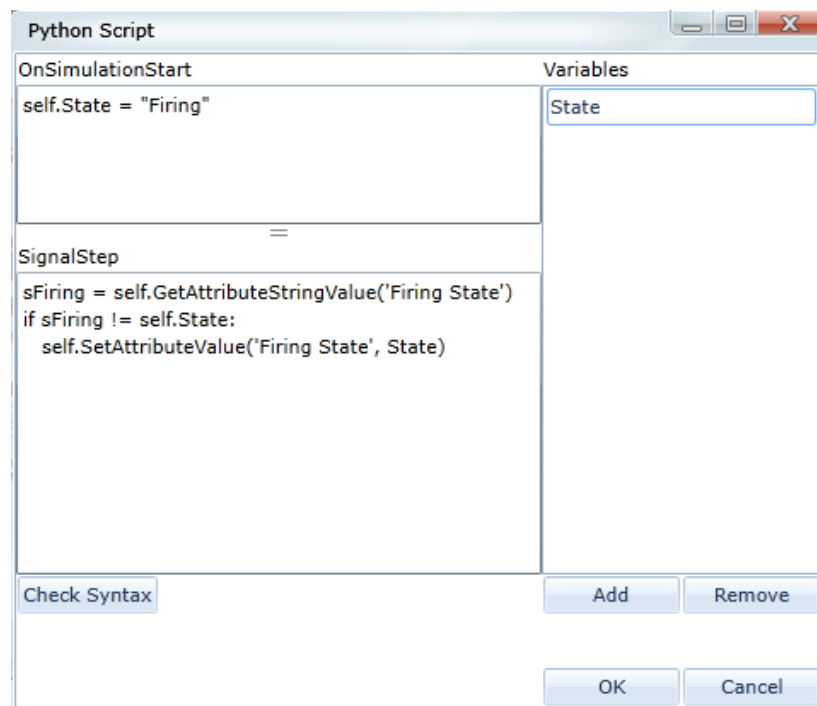 Python Script
OnSimulationStart
self.State = "Firing"
Variables
State
SignalStep
sFiring = self.GetAttributeStringValue('Firing State')
if sFiring != self.State:
   self.SetAttributeValue('Firing State', State)
Check Syntax
Add
Remove
OK
Cancel